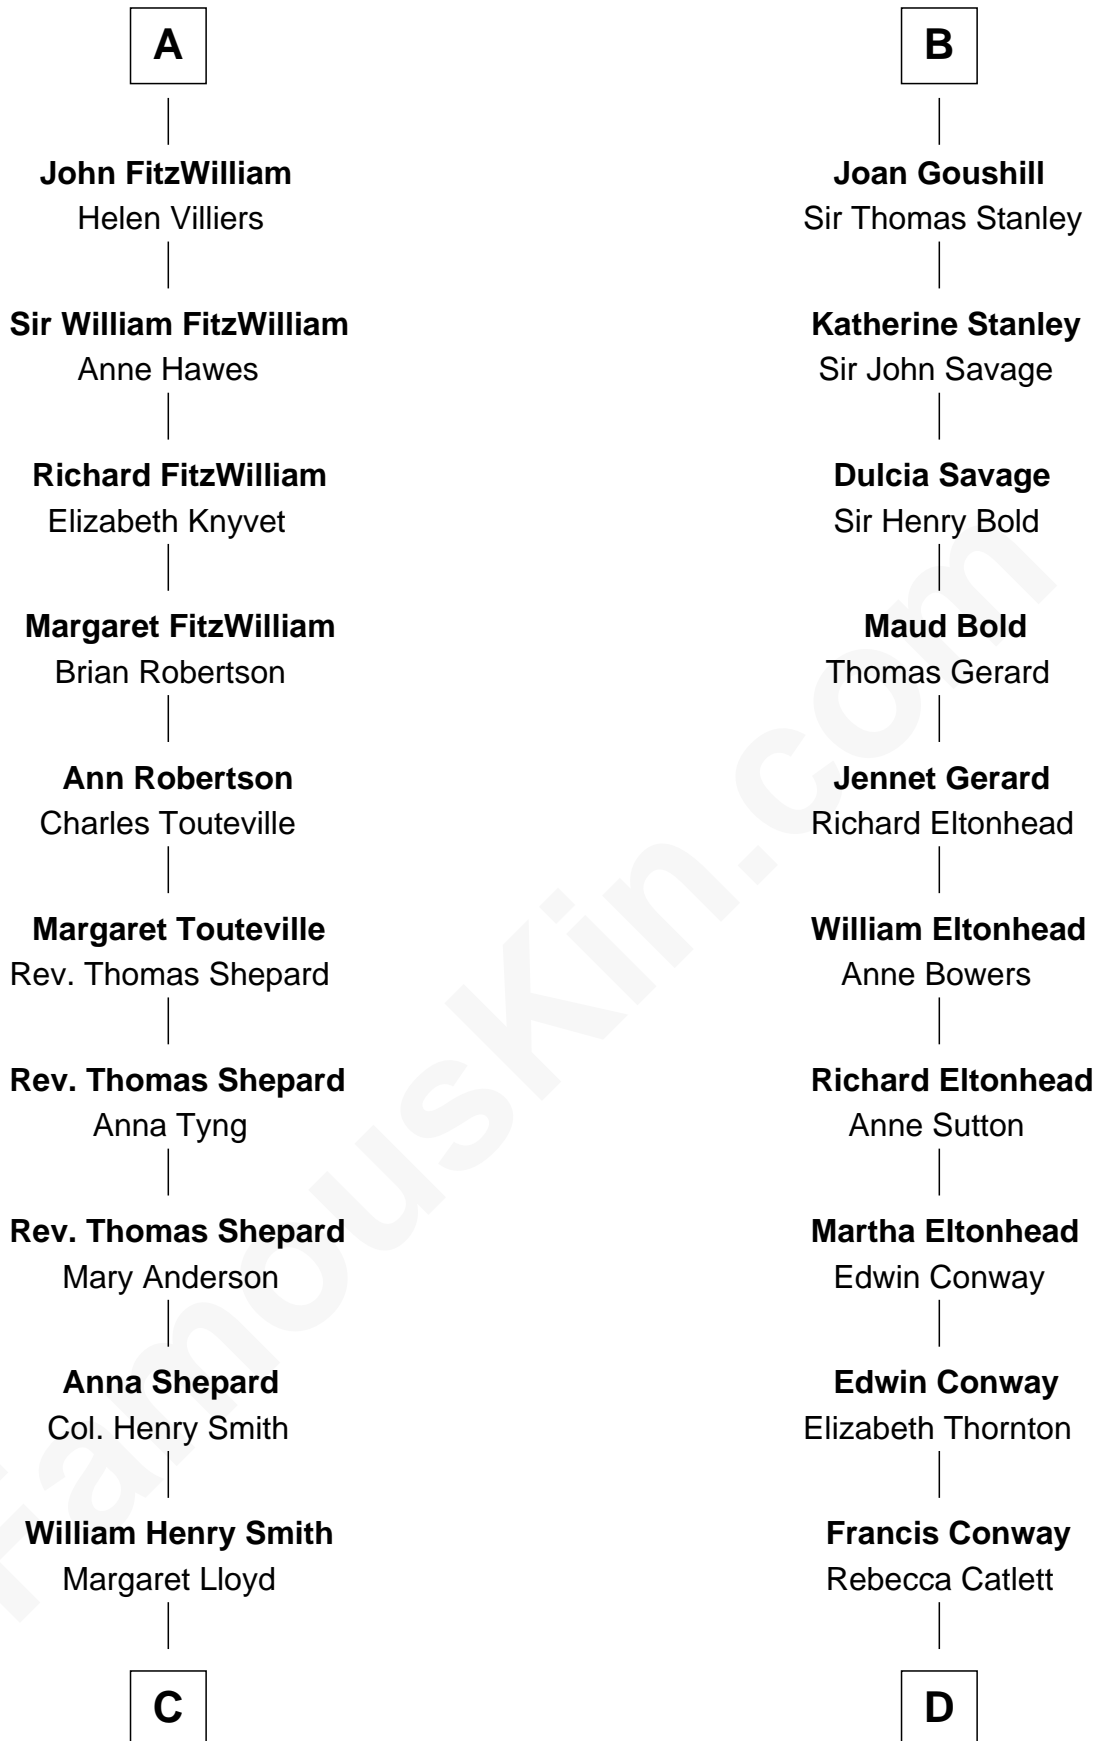 A
John FitzWilliam
Helen Villiers
Sir William FitzWilliam
Anne Hawes
Richard FitzWilliam
Elizabeth Knyvet
Margaret FitzWilliam
Brian Robertson
Ann Robertson
Charles Touteville
Margaret Touteville
Rev. Thomas Shepard
Rev. Thomas Shepard
Anna Tyng
Rev. Thomas Shepard
Mary Anderson
Anna Shepard
Col. Henry Smith
William Henry Smith
Margaret Lloyd
C
B
Joan Goushill
Sir Thomas Stanley
Katherine Stanley
Sir John Savage
Dulcia Savage
Sir Henry Bold
Maud Bold
Thomas Gerard
Jennet Gerard
Richard Eltonhead
William Eltonhead
Anne Bowers
Richard Eltonhead
Anne Sutton
Martha Eltonhead
Edwin Conway
Edwin Conway
Elizabeth Thornton
Francis Conway
Rebecca Catlett
D
FamousKin.com